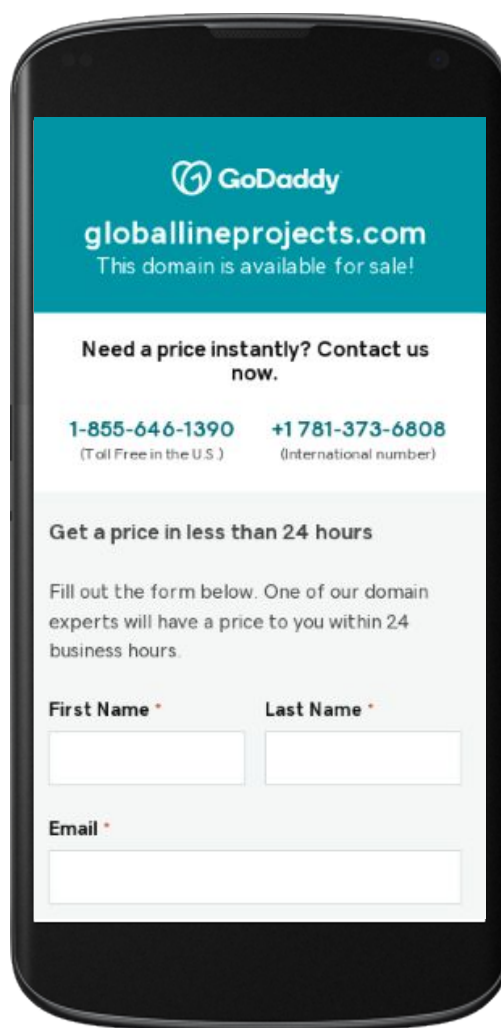 GoDaddy
globallineprojects.com
This domain is available for sale!
Need a price instantly? Contact us
now.
1-855-646-1390 +1 781-373-6808
(Toll Free in the U.S.) (International number)
Get a price in less than 24 hours
Fill out the form below. One of our domain
experts will have a price to you within 24
business hours.
First Name * Last Name *
Email *